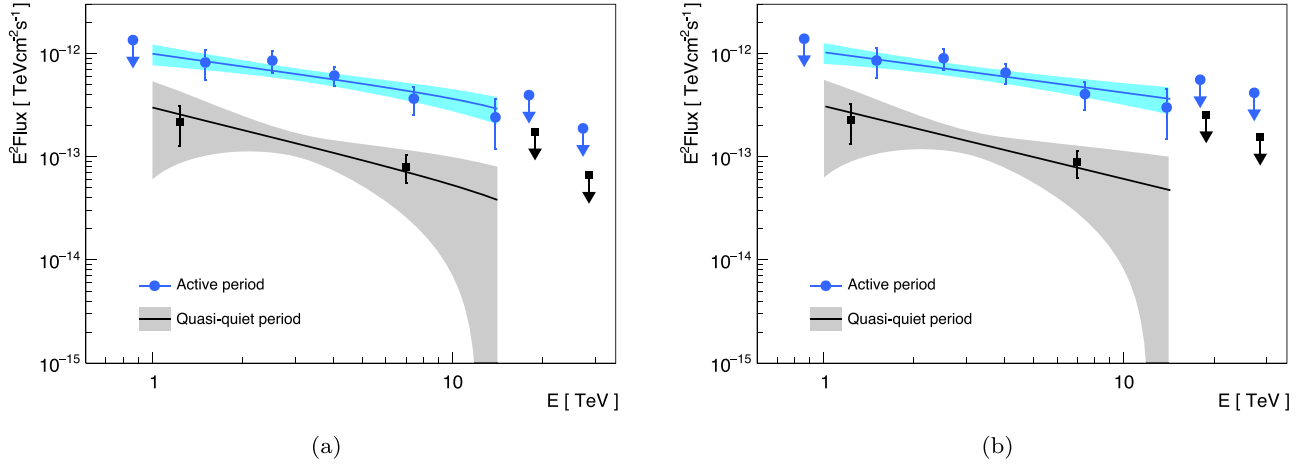 E²Flux [ TeVcm⁻²s⁻¹]
10⁻¹²
10⁻¹³
10⁻¹⁴
10⁻¹⁵
Active period
Quasi-quiet period
1
10
E [ TeV ]
(a)
E²Flux [ TeVcm⁻²s⁻¹]
10⁻¹²
10⁻¹³
10⁻¹⁴
10⁻¹⁵
Active period
Quasi-quiet period
1
10
E [ TeV ]
(b)